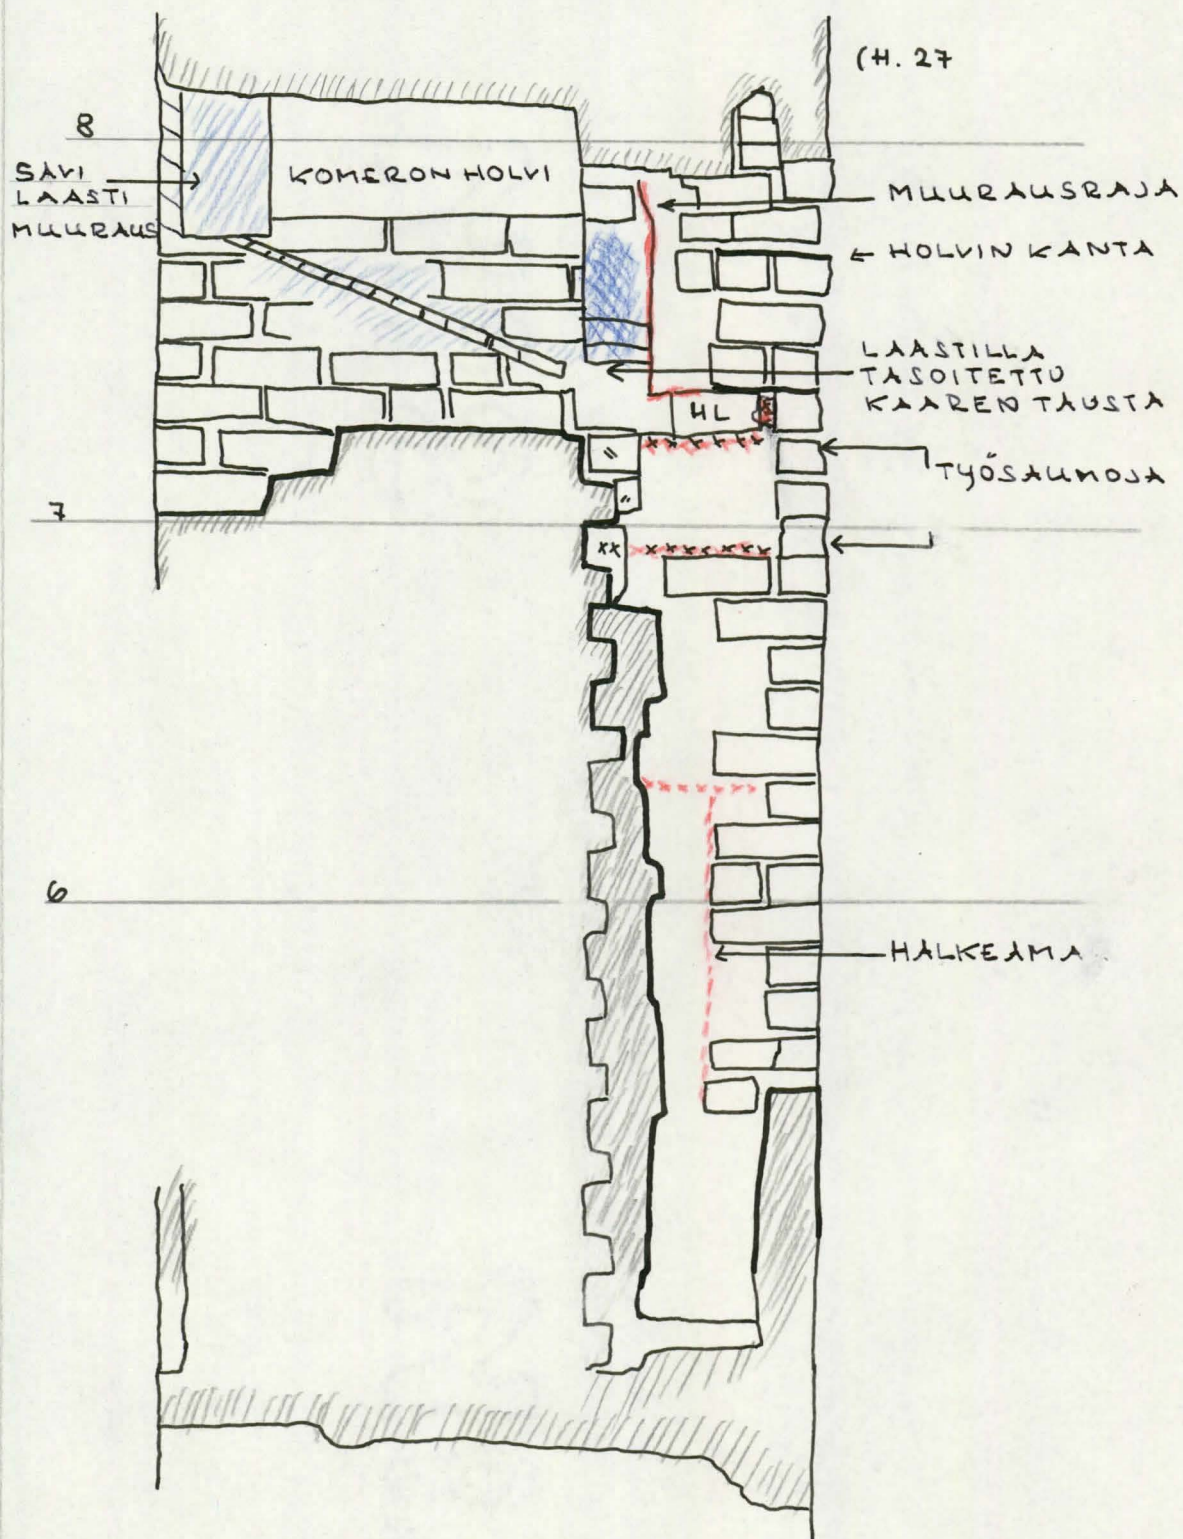 (H. 27
8
SAVI
LAASTI
MUURAUS
KOMERON HOLVI
MUURAUSRAJA
HOLVIN KANTA
LAASTILLA
TASOITETTU
KAAREN TAUSTA
HL
TYÖSAUMOJA
7
XX
6
HALKEAMA